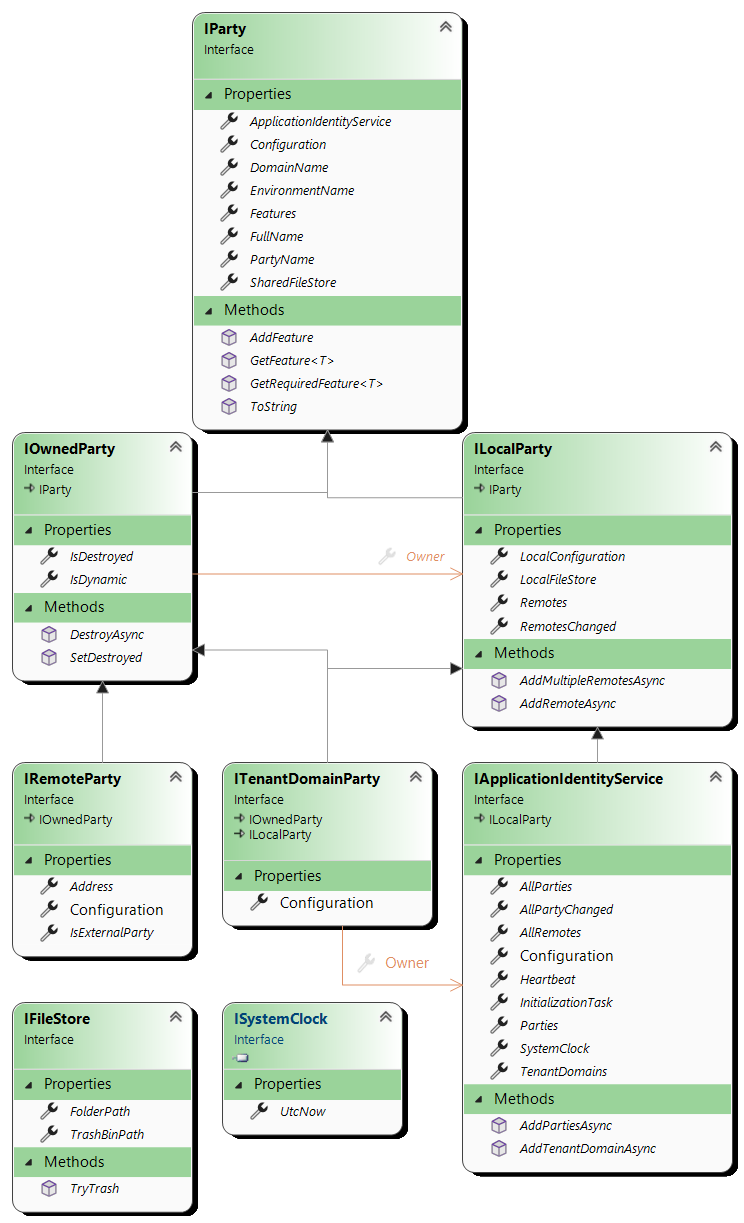 IParty
Interface
Properties
ApplicationIdentityService
Configuration
DomainName
EnvironmentName
Features
FullName
PartyName
SharedFileStore
Methods
AddFeature
GetFeature<T>
GetRequiredFeature<T>
ToString
IOwnedParty
Interface
IParty
Properties
IsDestroyed
IsDynamic
Methods
DestroyAsync
SetDestroyed
Owner
ILocalParty
Interface
IParty
Properties
LocalConfiguration
LocalFileStore
Remotes
RemotesChanged
Methods
AddMultipleRemotesAsync
AddRemoteAsync
IRemoteParty
Interface
IOwnedParty
Properties
Address
Configuration
IsExternalParty
ITenantDomainParty
Interface
IOwnedParty
ILocalParty
Properties
Configuration
Owner
IApplicationIdentityService
Interface
ILocalParty
Properties
AllParties
AllPartyChanged
AllRemotes
Configuration
Heartbeat
InitializationTask
Parties
SystemClock
TenantDomains
Methods
AddPartiesAsync
AddTenantDomainAsync
IFileStore
Interface
Properties
FolderPath
TrashBinPath
Methods
TryTrash
ISystemClock
Interface
Properties
UtcNow